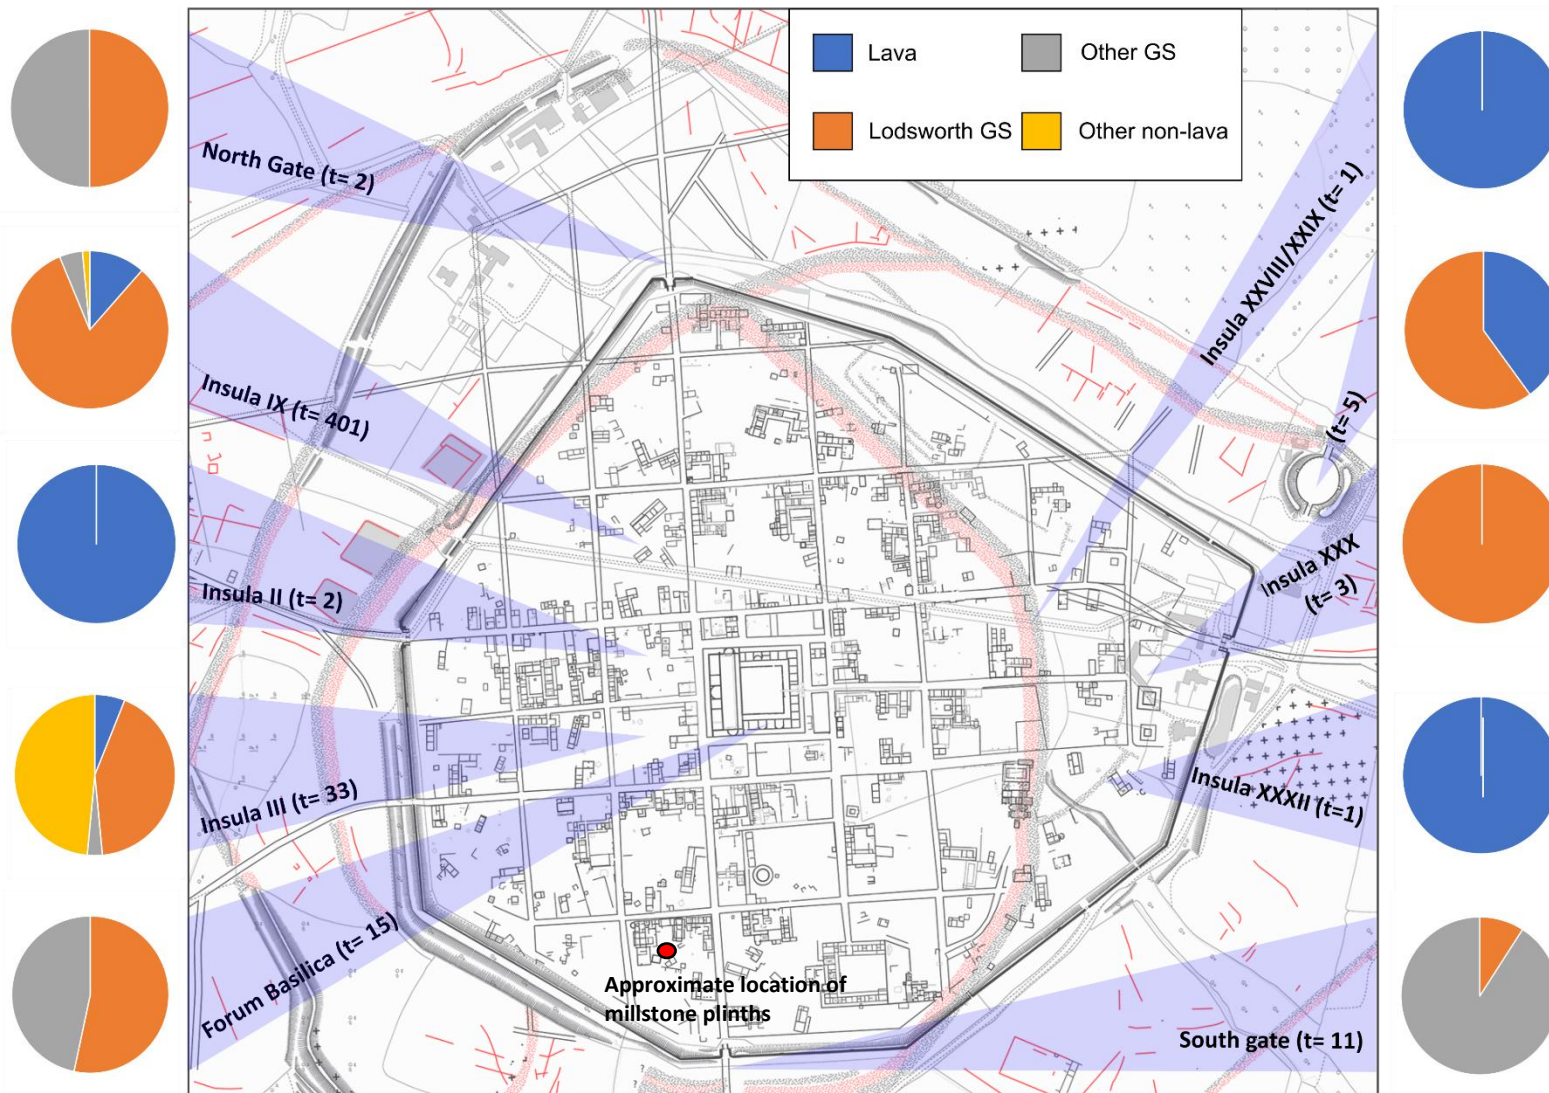 Lava
Other GS
Lodsworth GS
Other non-lava
North Gate (t= 2)
Insula IX (t= 401)
Insula II (t= 2)
Insula III (t= 33)
Forum Basilica (t= 15)
Insula XXVIII/XXIX (t= 1)
(t= 5)
Insula XXX
(t= 3)
Insula XXXII (t=1)
South gate (t= 11)
Approximate location of
millstone plinths